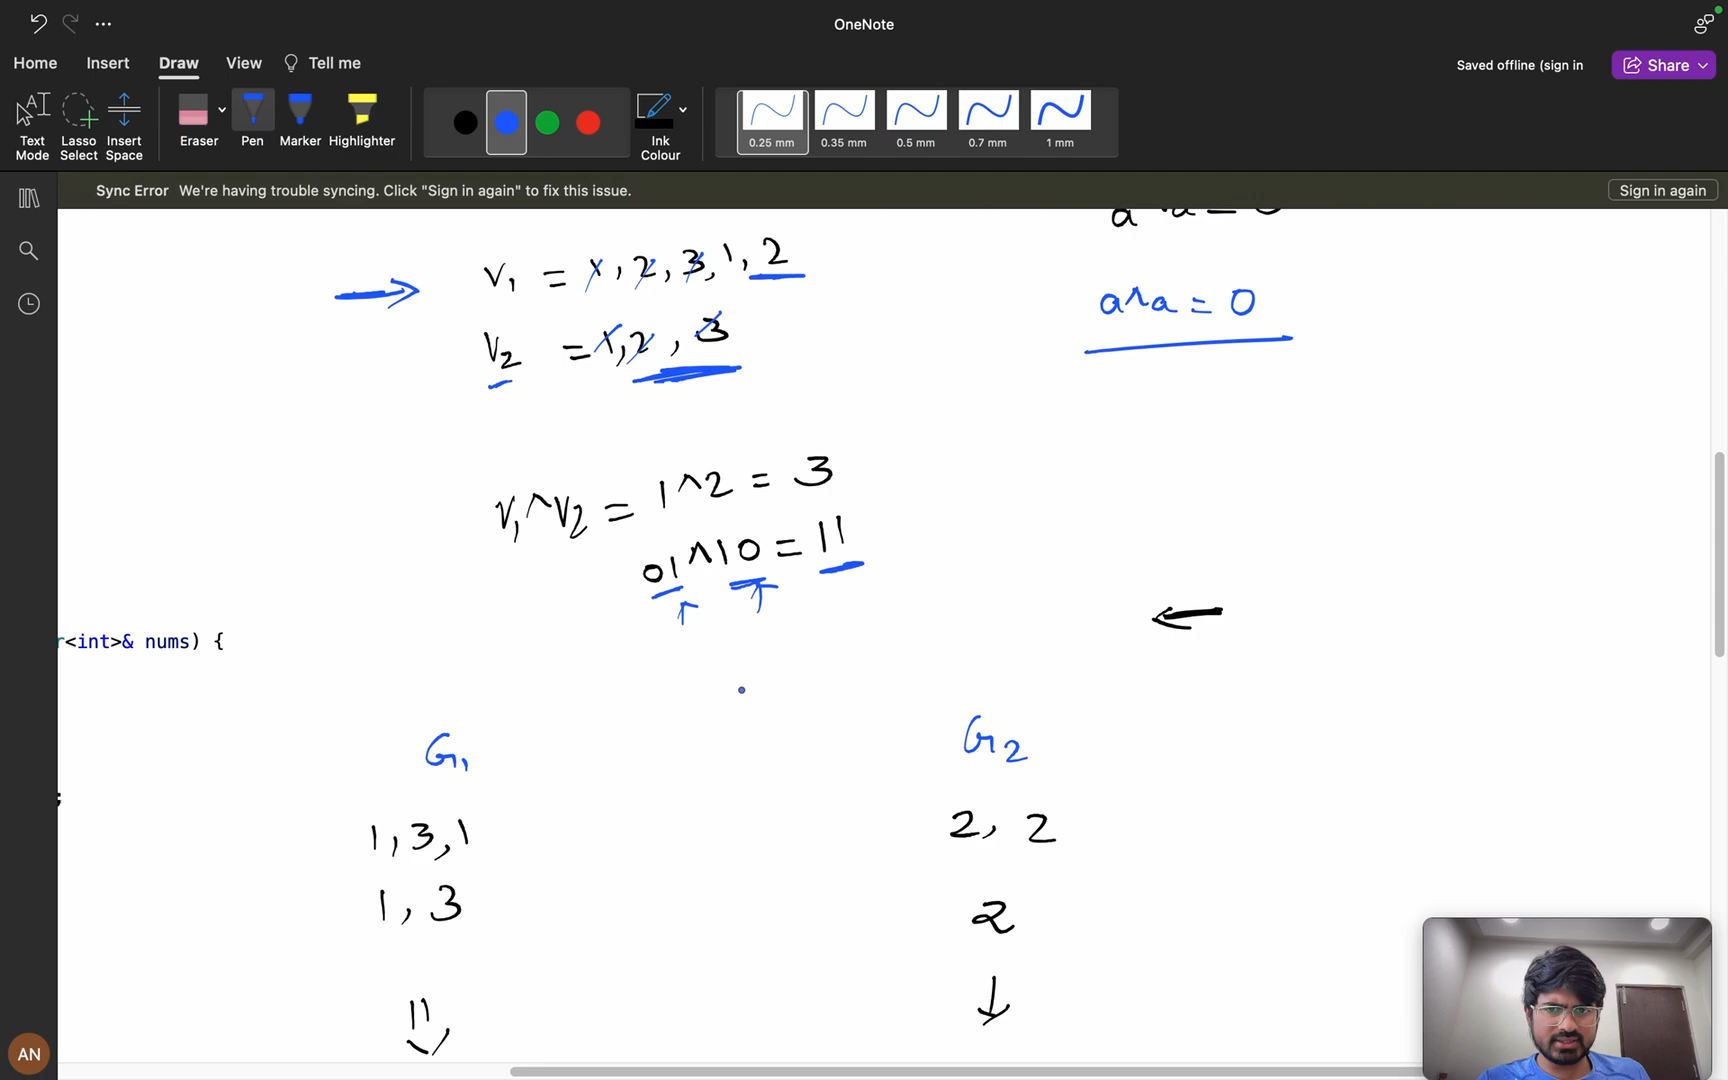 OneNote
Home Insert Draw View Tell me
Saved offline (sign in
Share
Text Mode
Lasso Select
Insert Space
Eraser
Pen
Marker
Highlighter
Ink Colour
0.25 mm
0.35 mm
0.5 mm
0.7 mm
1 mm
Sync Error We're having trouble syncing. Click "Sign in again" to fix this issue.
Sign in again
V₁ = 1, 2, 3, 1, 2
a^a = 0
V₂ = 1, 2, 3
V₁^V₂ = 1^2 = 3
01^10 = 11
r<int>& nums) {
G₁
G₂
;
1, 3, 1
2, 2
1, 3
2
11,
AN